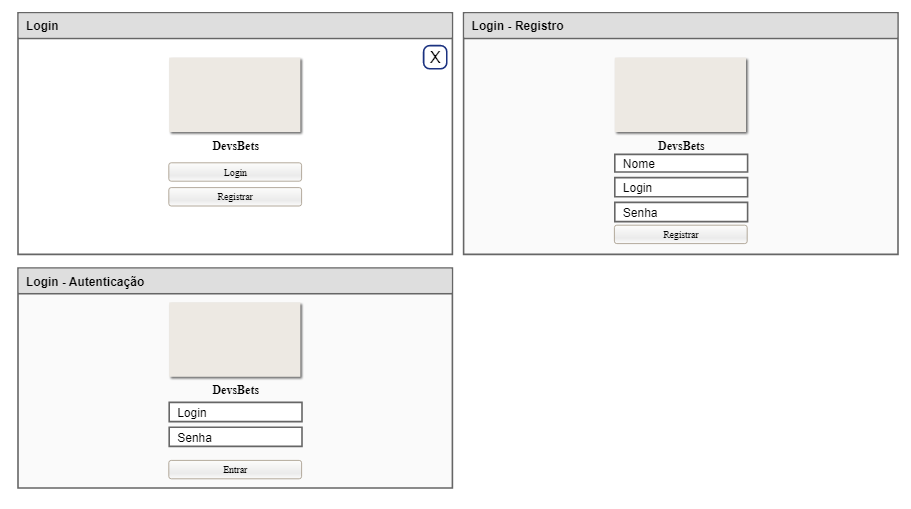 Login
X
DevsBets
Login
Registrar
Login - Registro
DevsBets
Nome
Login
Senha
Registrar
Login - Autenticação
DevsBets
Login
Senha
Entrar